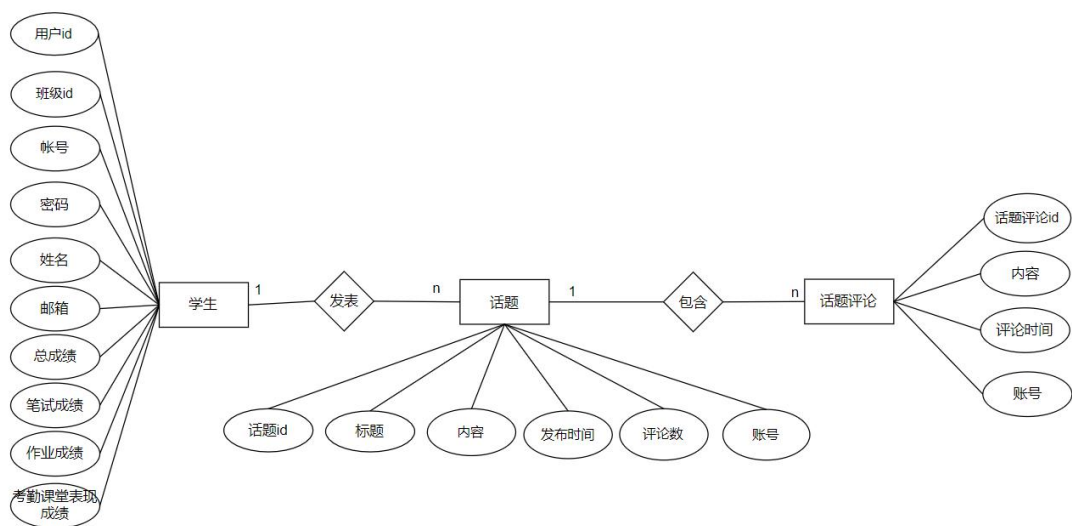 用户id
班级id
帐号
密码
姓名
邮箱
总成绩
笔试成绩
作业成绩
考勤课堂表现
成绩
学生
1
发表
n
话题
1
包含
n
话题评论
话题id
标题
内容
发布时间
评论数
账号
话题评论id
内容
评论时间
账号